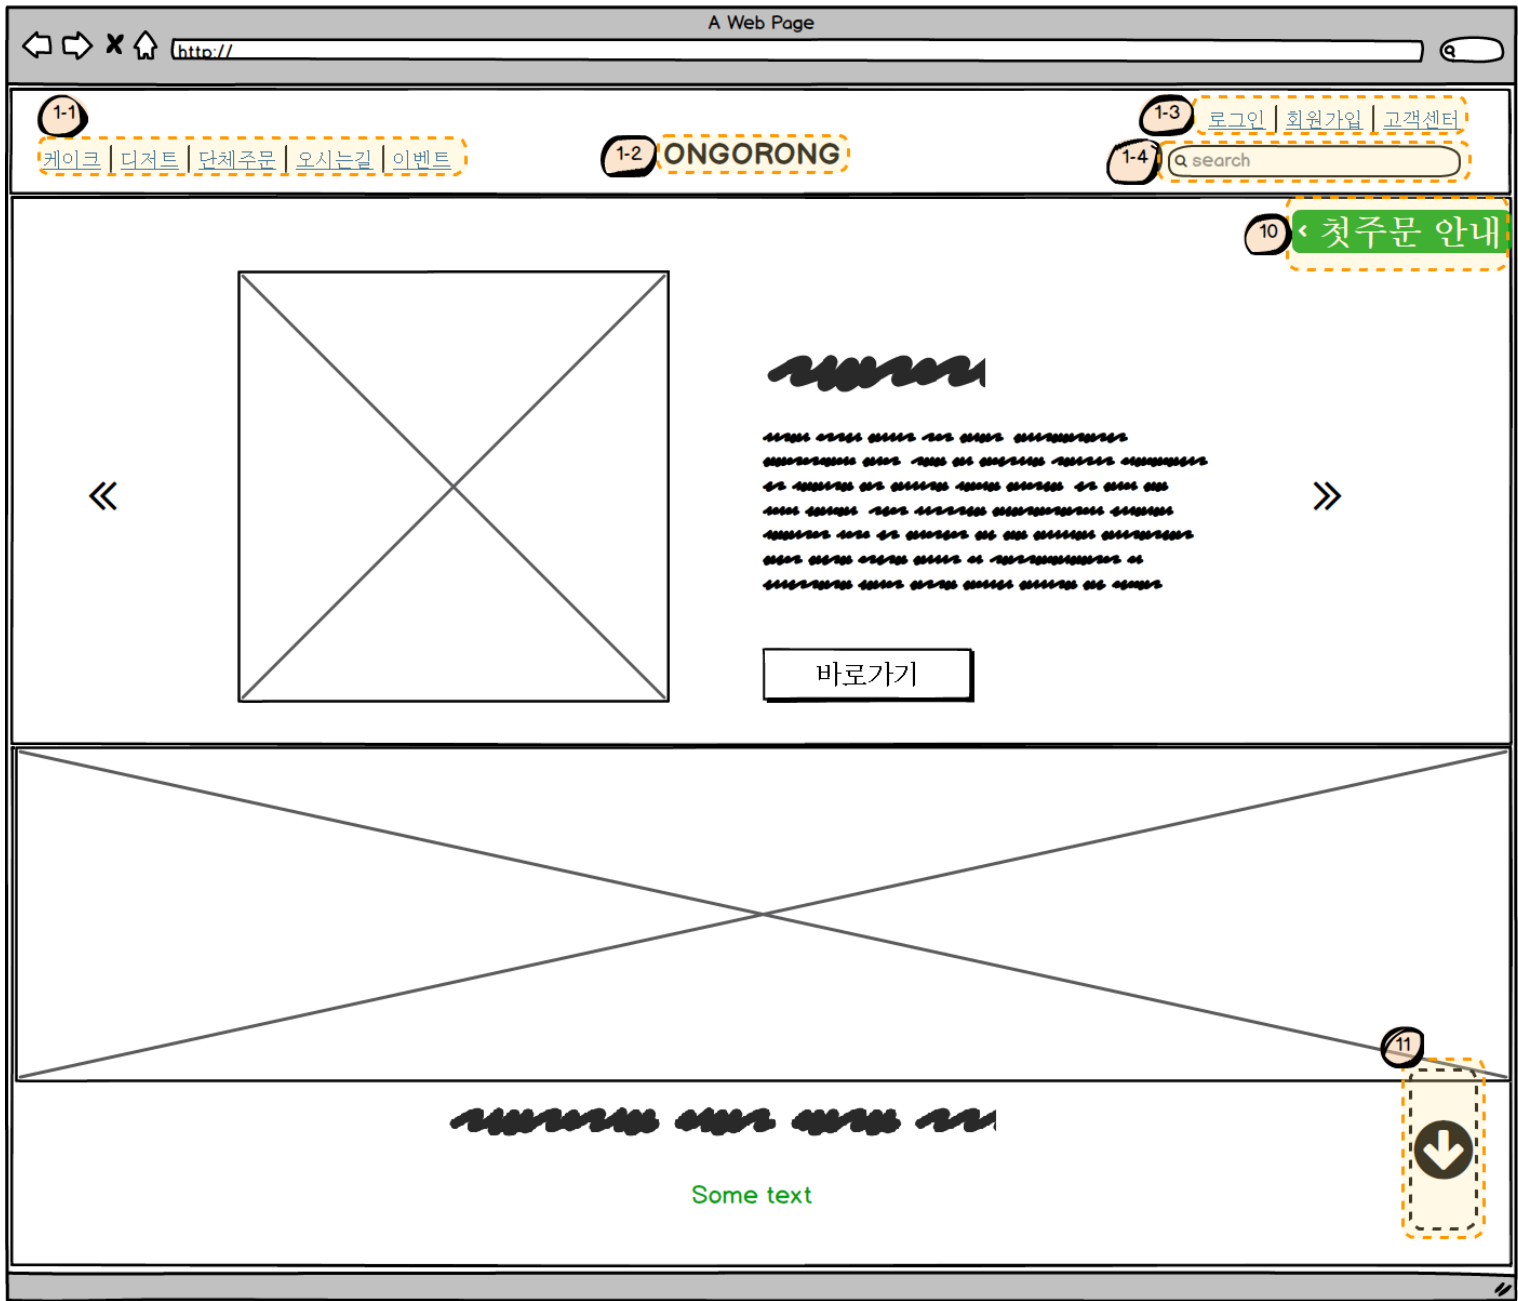 A Web Page
http://
1-1
케이크 | 디저트 | 단체주문 | 오시는길 | 이벤트
1-2
ONGORONG
1-3
로그인 | 회원가입 | 고객센터
1-4
search
10
첫주문 안내
바로가기
11
Some text